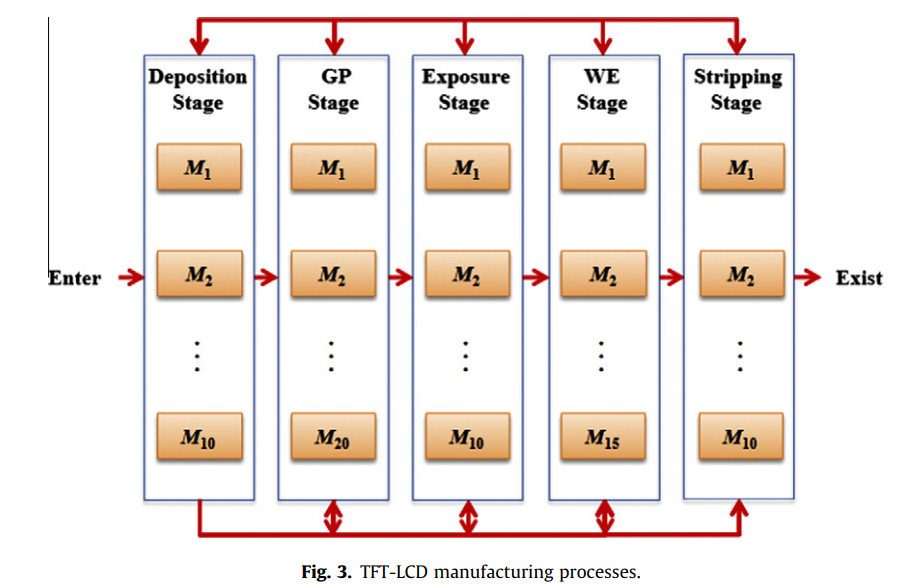 Deposition Stage
GP Stage
Exposure Stage
WE Stage
Stripping Stage
M1
M1
M1
M1
M1
Enter
M2
M2
M2
M2
M2
Exist
M10
M20
M10
M15
M10
Fig. 3. TFT-LCD manufacturing processes.